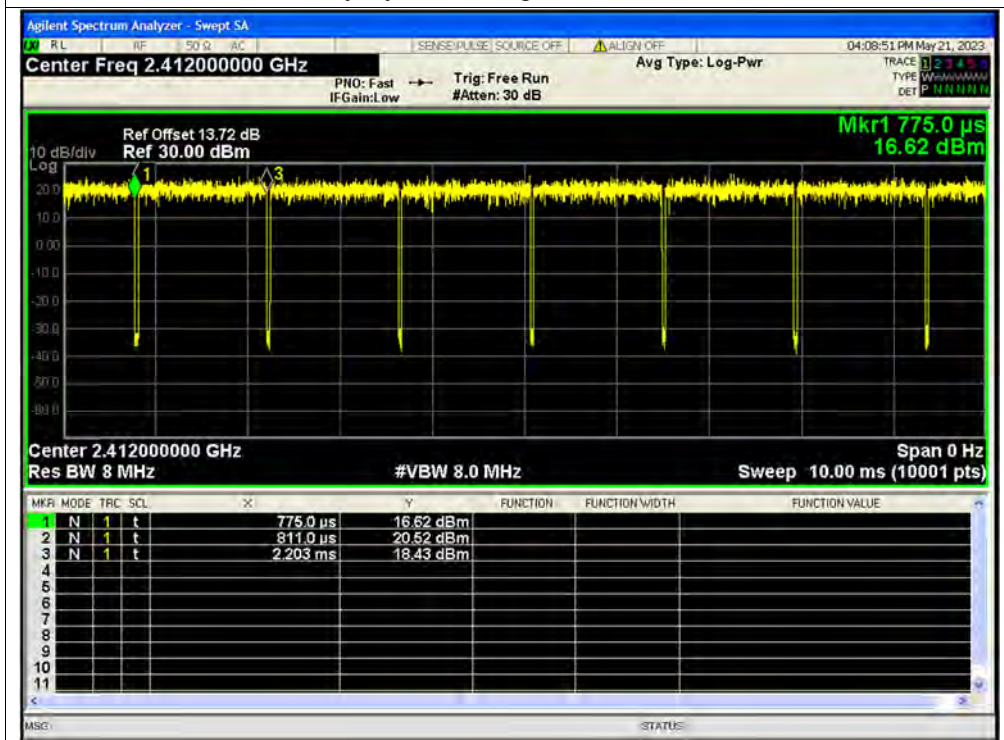 Agilent Spectrum Analyzer - Swept SA
RL RF 50 Ω AC SENSE:PULSE SOURCE OFF ALIGN OFF 04:08:51 PM May 21, 2023
Center Freq 2.412000000 GHz Avg Type: Log-Pwr TRACE 1 2 3 4 5 6
PNO: Fast Trig: Free Run TYPE W
IFGain:Low #Atten: 30 dB DET P N N N N N
Mkr1 775.0 µs
Ref Offset 13.72 dB
10 dB/div Ref 30.00 dBm 16.62 dBm
Log
1 3
20.0
10.0
0.00
-10.0
-20.0
-30.0
-40.0
-50.0
-60.0
Center 2.412000000 GHz Span 0 Hz
Res BW 8 MHz #VBW 8.0 MHz Sweep 10.00 ms (10001 pts)
MKR MODE TRC SCL X Y FUNCTION FUNCTION WIDTH FUNCTION VALUE
1 N 1 t 775.0 µs 16.62 dBm
2 N 1 t 811.0 µs 20.52 dBm
3 N 1 t 2.203 ms 18.43 dBm
4
5
6
7
8
9
10
11
MSG STATUS